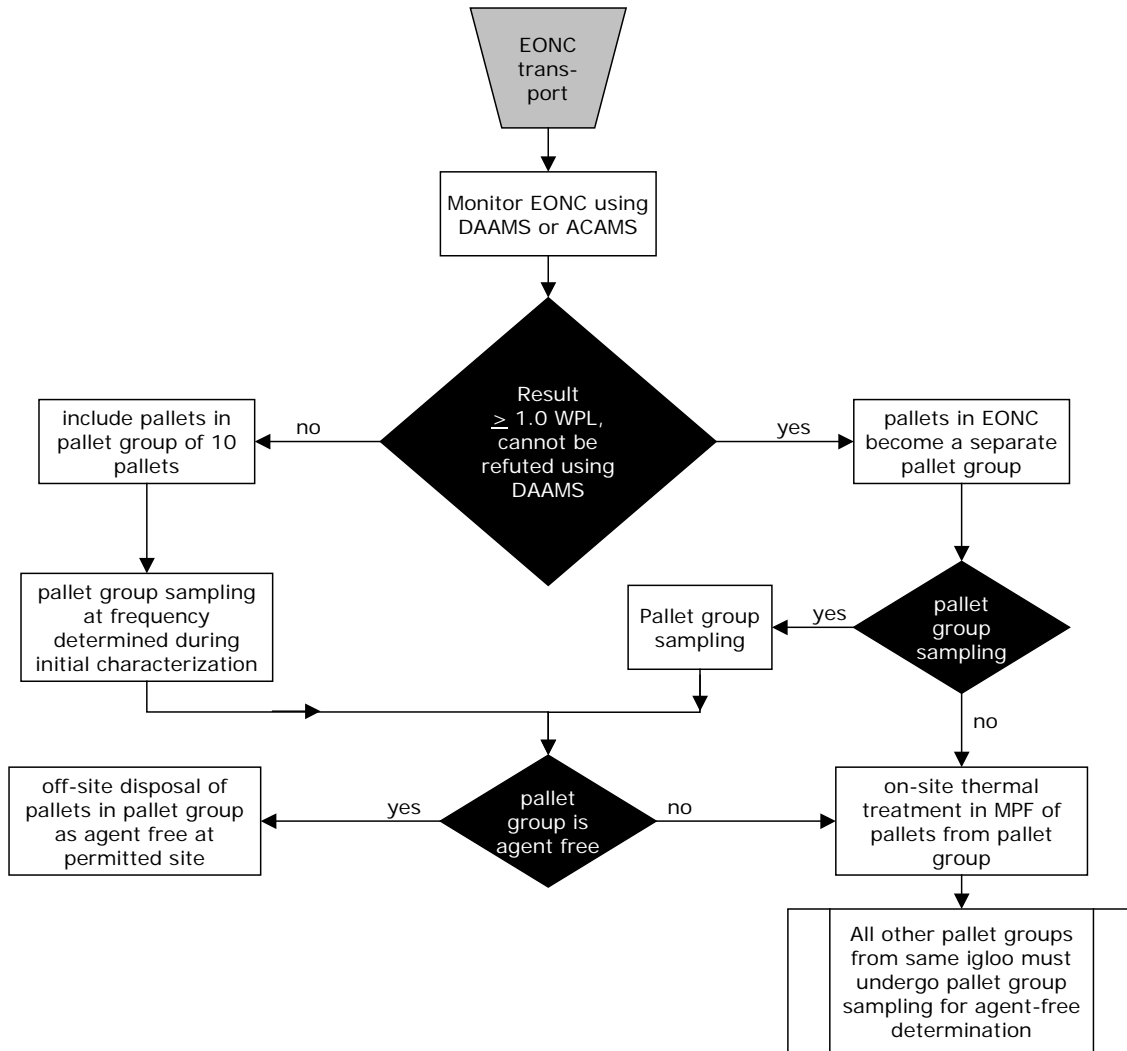 EONC
trans-
port
Monitor EONC using
DAAMS or ACAMS
Result
≥ 1.0 WPL,
cannot be
refuted using
DAAMS
no
yes
include pallets in
pallet group of 10
pallets
pallets in EONC
become a separate
pallet group
pallet group sampling
at frequency
determined during
initial characterization
Pallet group
sampling
yes
pallet
group
sampling
no
off-site disposal of
pallets in pallet group
as agent free at
permitted site
yes
pallet
group is
agent free
no
on-site thermal
treatment in MPF of
pallets from pallet
group
All other pallet groups
from same igloo must
undergo pallet group
sampling for agent-free
determination